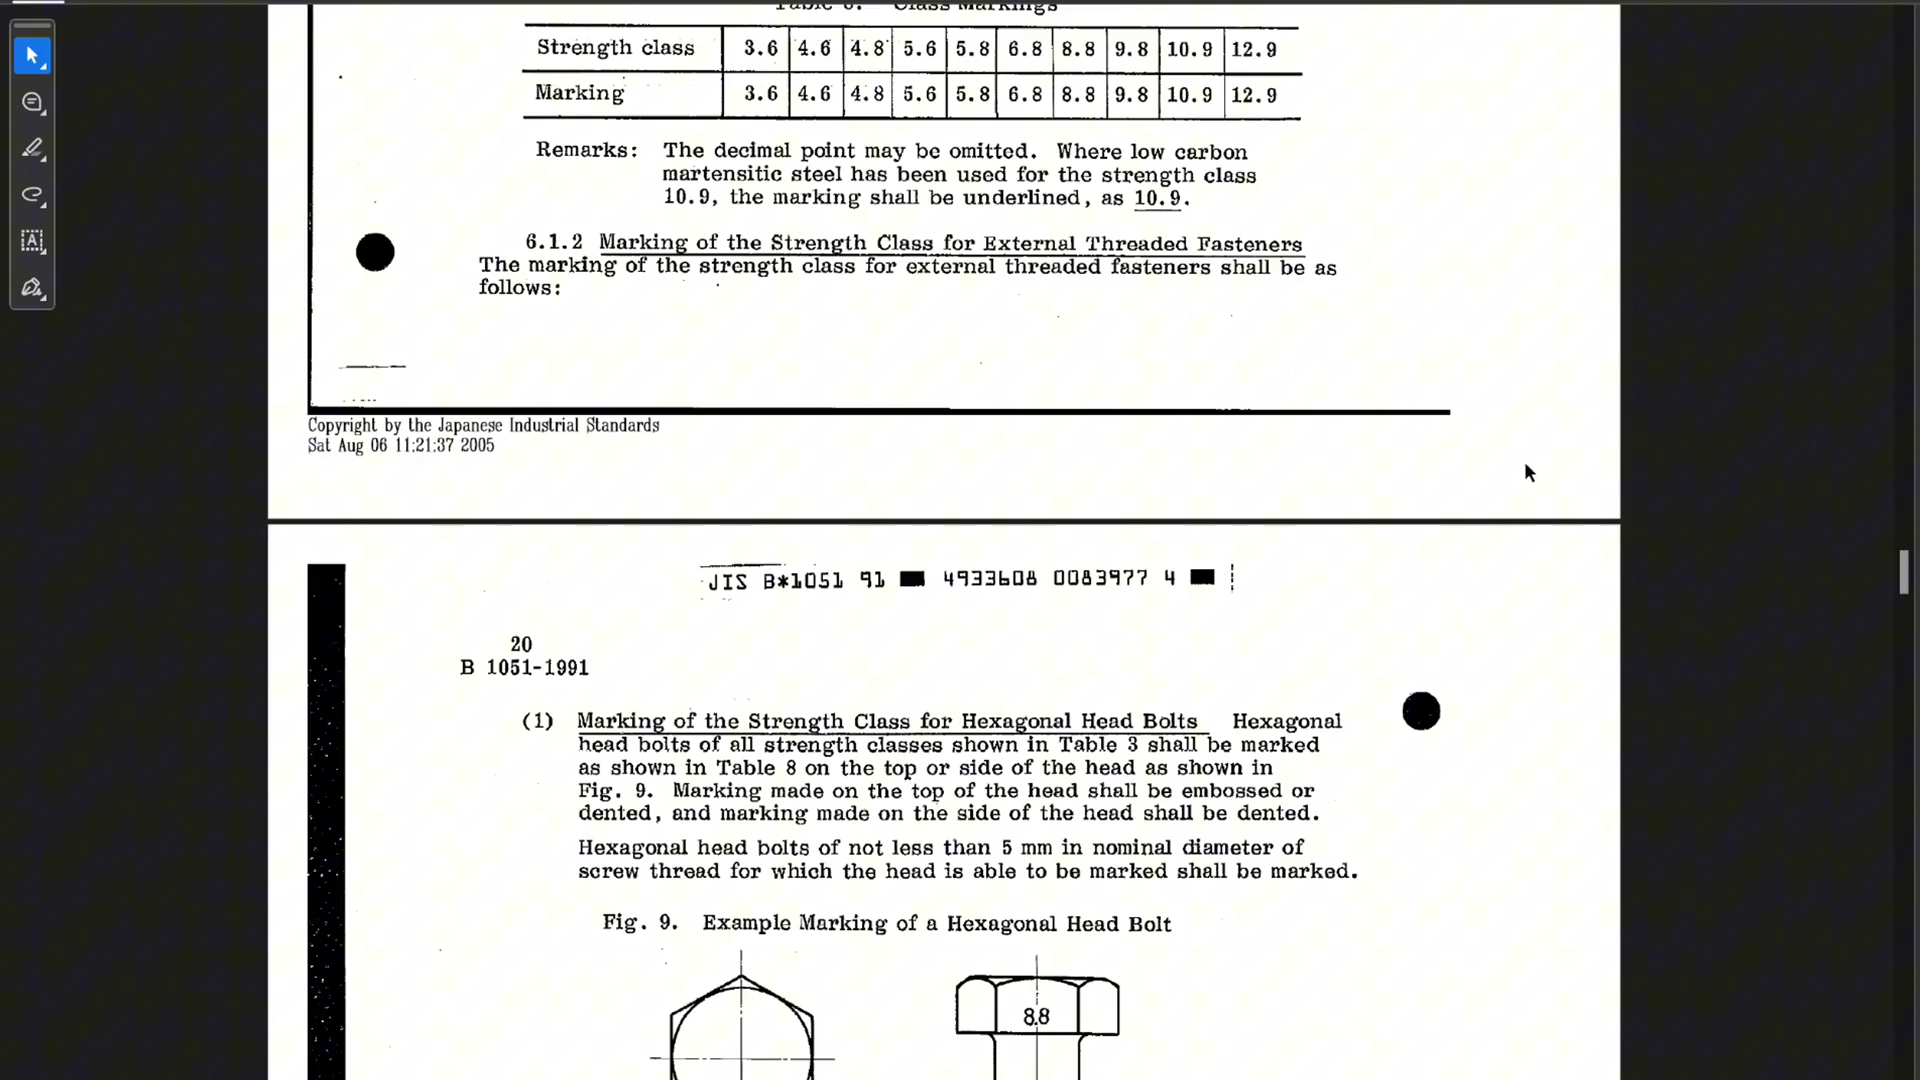 Table 8. Class Markings
Strength class 3.6 4.6 4.8 5.6 5.8 6.8 8.8 9.8 10.9 12.9
Marking 3.6 4.6 4.8 5.6 5.8 6.8 8.8 9.8 10.9 12.9
Remarks: The decimal point may be omitted. Where low carbon
martensitic steel has been used for the strength class
10.9, the marking shall be underlined, as 10.9.
6.1.2 Marking of the Strength Class for External Threaded Fasteners
The marking of the strength class for external threaded fasteners shall be as
follows:
Copyright by the Japanese Industrial Standards
Sat Aug 06 11:21:37 2005
JIS B*1051 91 4933608 0083977 4
20
B 1051-1991
(1) Marking of the Strength Class for Hexagonal Head Bolts Hexagonal
head bolts of all strength classes shown in Table 3 shall be marked
as shown in Table 8 on the top or side of the head as shown in
Fig. 9. Marking made on the top of the head shall be embossed or
dented, and marking made on the side of the head shall be dented.
Hexagonal head bolts of not less than 5 mm in nominal diameter of
screw thread for which the head is able to be marked shall be marked.
Fig. 9. Example Marking of a Hexagonal Head Bolt
8.8